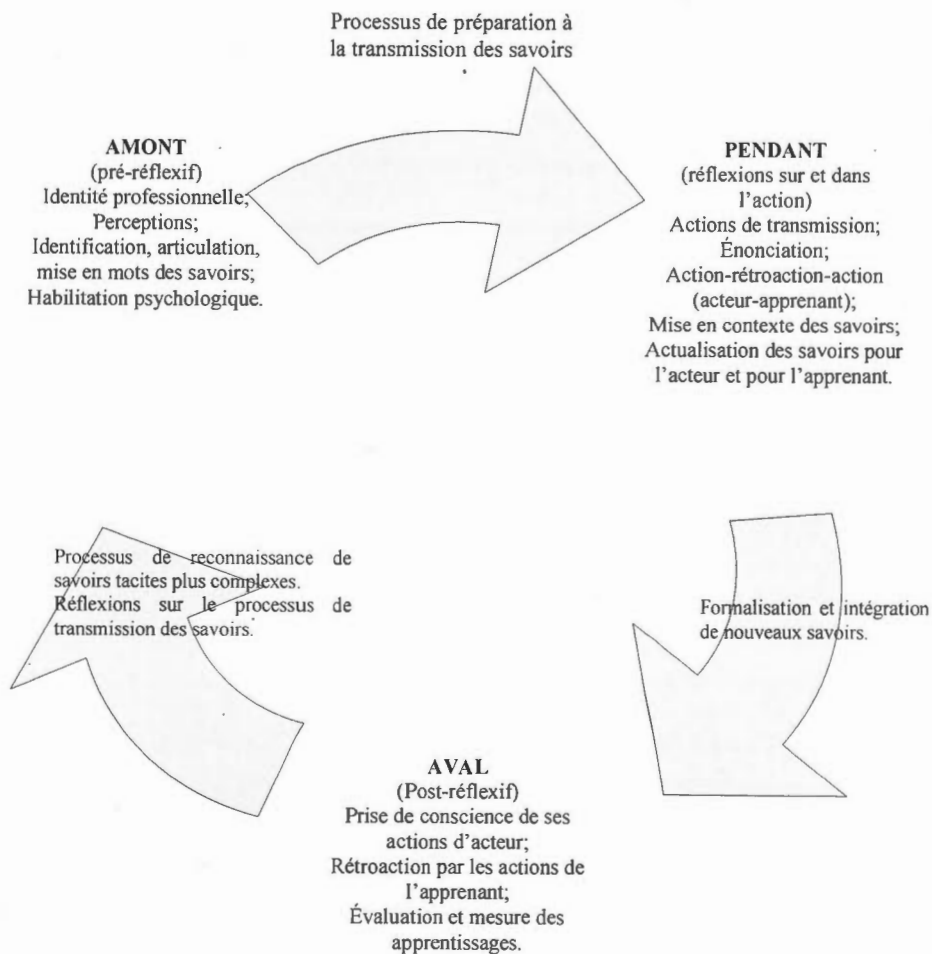 Processus de préparation à
la transmission des savoirs
AMONT
(pré-réflexif)
Identité professionnelle;
Perceptions;
Identification, articulation,
mise en mots des savoirs;
Habilitation psychologique.
PENDANT
(réflexions sur et dans
l'action)
Actions de transmission;
Énonciation;
Action-rétroaction-action
(acteur-apprenant);
Mise en contexte des savoirs;
Actualisation des savoirs pour
l'acteur et pour l'apprenant.
Processus de reconnaissance de
savoirs tacites plus complexes.
Réflexions sur le processus de
transmission des savoirs.
Formalisation et intégration
de nouveaux savoirs.
AVAL
(Post-réflexif)
Prise de conscience de ses
actions d'acteur;
Rétroaction par les actions de
l'apprenant;
Évaluation et mesure des
apprentissages.